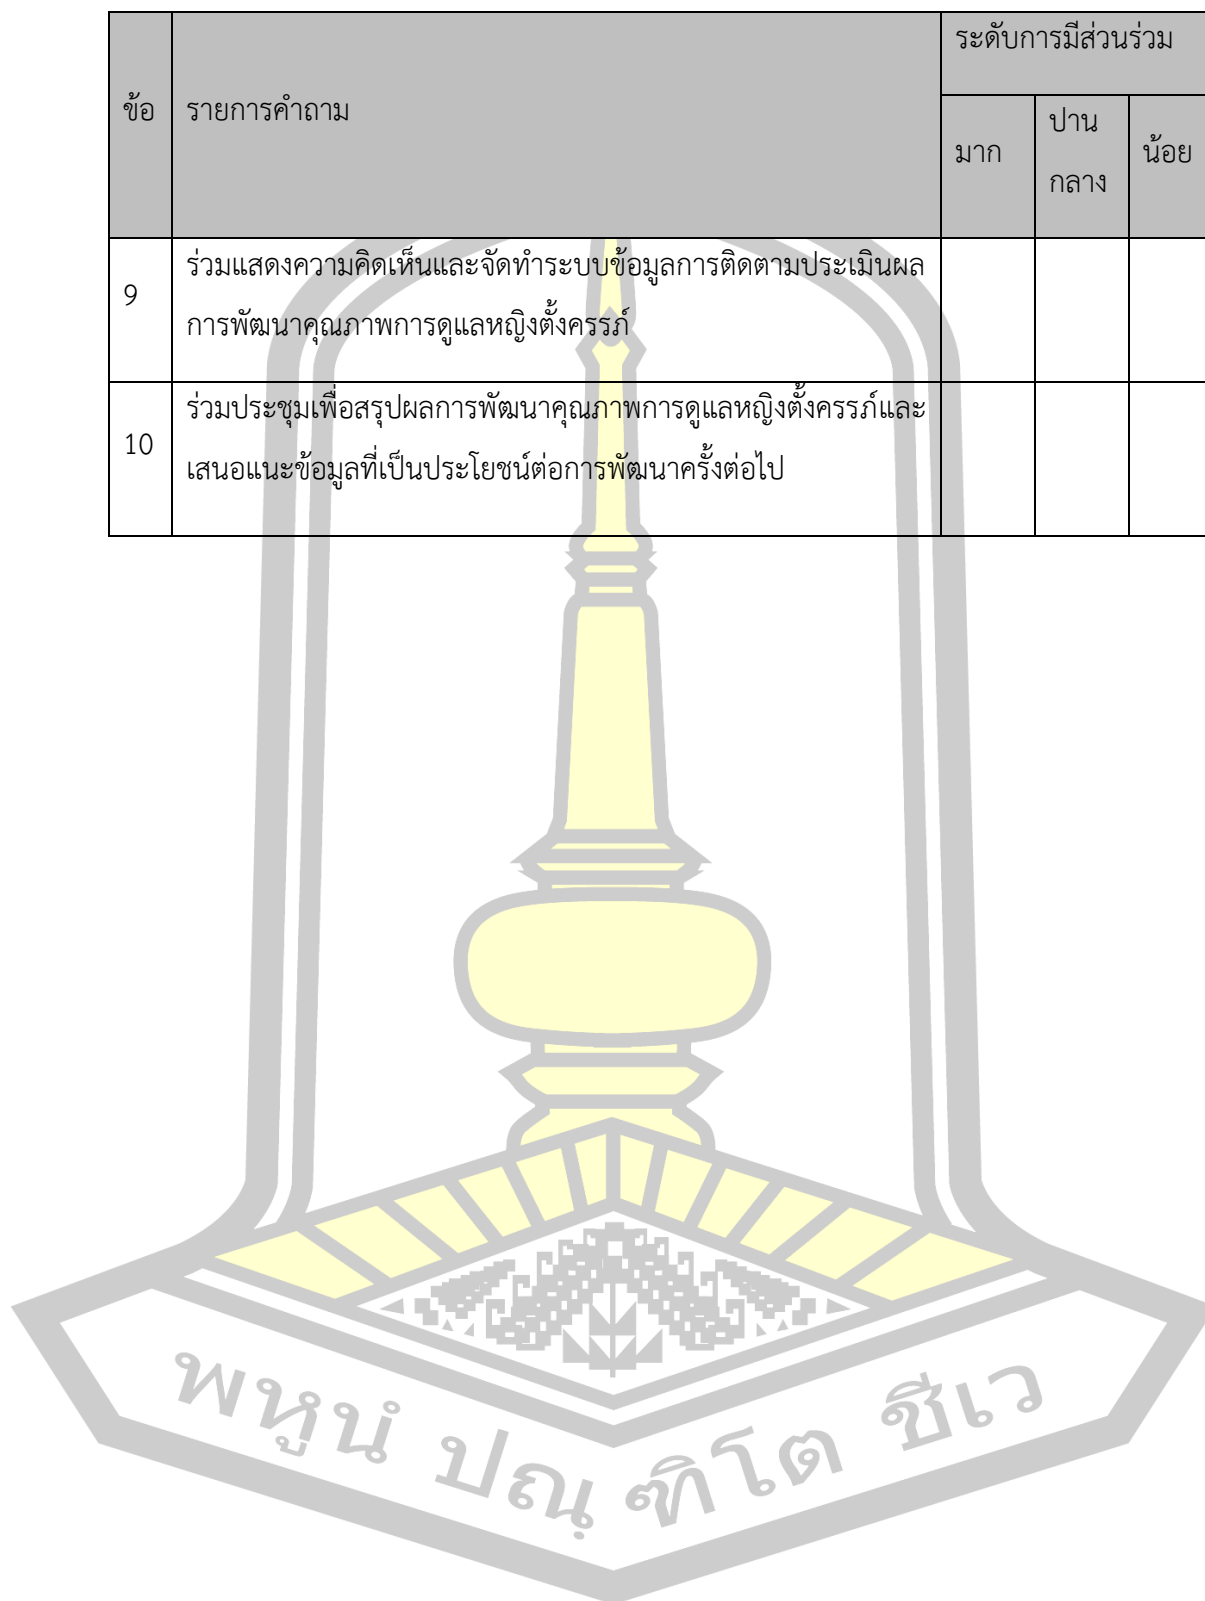 ข้อ รายการคำถาม ระดับการมีส่วนร่วม
มาก ปาน น้อย
กลาง
9 ร่วมแสดงความคิดเห็นและจัดทำระบบข้อมูลการติดตามประเมินผล
การพัฒนาคุณภาพการดูแลหญิงตั้งครรภ์
10 ร่วมประชุมเพื่อสรุปผลการพัฒนาคุณภาพการดูแลหญิงตั้งครรภ์และ
เสนอแนะข้อมูลที่เป็นประโยชน์ต่อการพัฒนาครั้งต่อไป
พหูนํ ปณฺฑิโต ชีเว